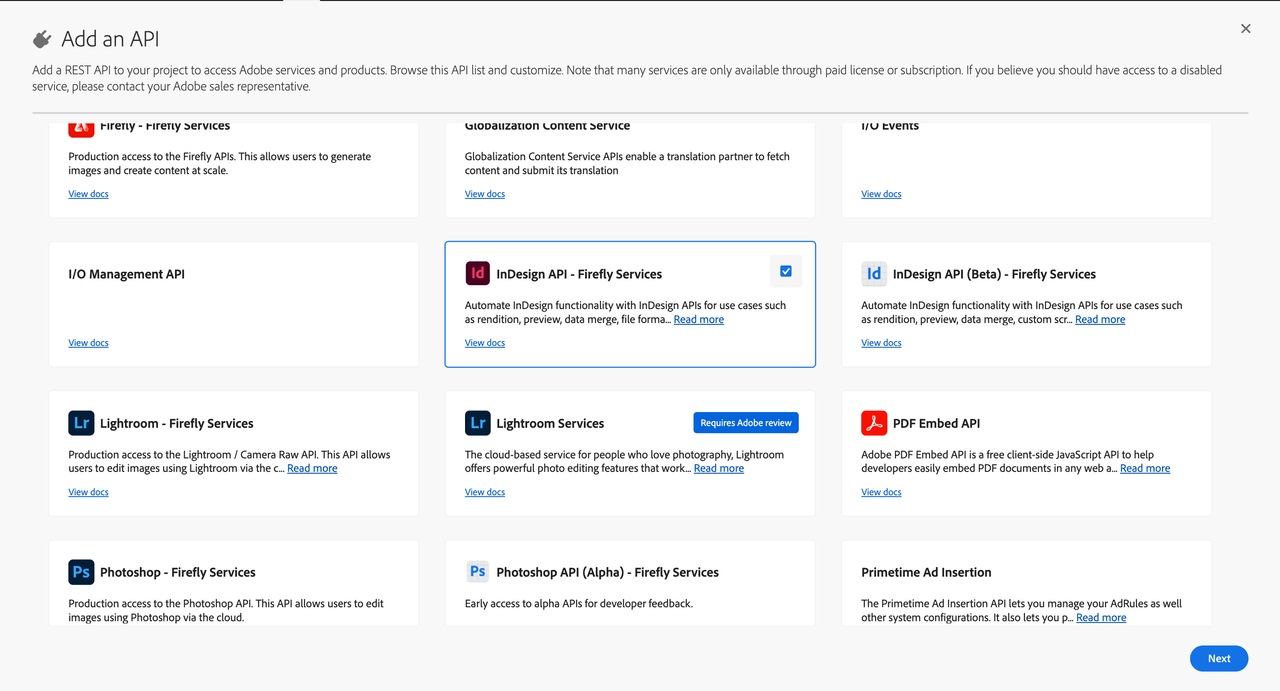 Add an API
Add a REST API to your project to access Adobe services and products. Browse this API list and customize. Note that many services are only available through paid license or subscription. If you believe you should have access to a disabled
service, please contact your Adobe sales representative.
Firefly - Firefly Services
Production access to the Firefly APIs. This allows users to generate
images and create content at scale.
View docs
Globalization Content Service
Globalization Content Service APIs enable a translation partner to fetch
content and submit its translation
View docs
I/O Events
View docs
I/O Management API
View docs
Id InDesign API - Firefly Services
Automate InDesign functionality with InDesign APIs for use cases such
as rendition, preview, data merge, file forma... Read more
View docs
Id InDesign API (Beta) - Firefly Services
Automate InDesign functionality with InDesign APIs for use cases such
as rendition, preview, data merge, custom scr... Read more
View docs
Lr Lightroom - Firefly Services
Production access to the Lightroom / Camera Raw API. This API allows
users to edit images using Lightroom via the c... Read more
View docs
Lr Lightroom Services Requires Adobe review
The cloud-based service for people who love photography, Lightroom
offers powerful photo editing features that work... Read more
View docs
PDF Embed API
Adobe PDF Embed API is a free client-side JavaScript API to help
developers easily embed PDF documents in any web a... Read more
View docs
Ps Photoshop - Firefly Services
Production access to the Photoshop API. This API allows users to edit
images using Photoshop via the cloud.
Ps Photoshop API (Alpha) - Firefly Services
Early access to alpha APIs for developer feedback.
Primetime Ad Insertion
The Primetime Ad Insertion API lets you manage your AdRules as well
other system configurations. It also lets you p... Read more
Next